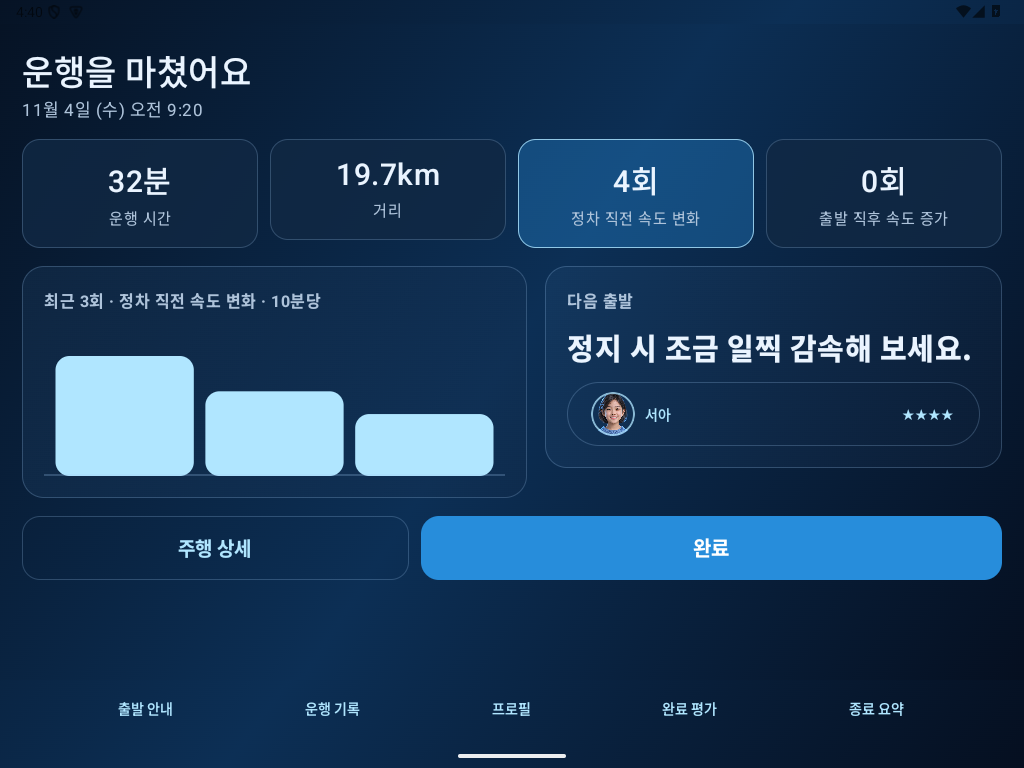 4:40
운행을 마쳤어요
11월 4일 (수) 오전 9:20
32분
운행 시간
19.7km
거리
4회
정차 직전 속도 변화
0회
출발 직후 속도 증가
최근 3회 · 정차 직전 속도 변화 · 10분당
다음 출발
정지 시 조금 일찍 감속해 보세요.
서아 ★★★★
주행 상세
완료
출발 안내 운행 기록 프로필 완료 평가 종료 요약